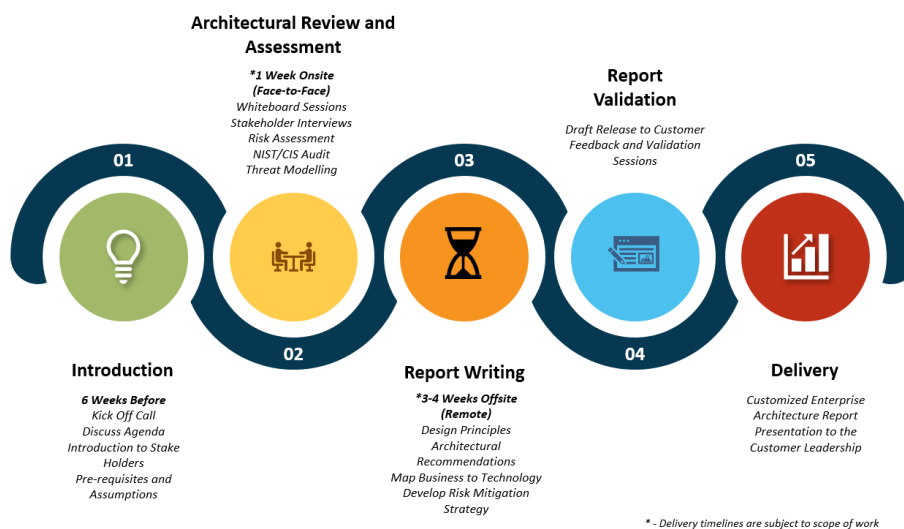 Architectural Review and
Assessment
*1 Week Onsite
(Face-to-Face)
Whiteboard Sessions
Stakeholder Interviews
Risk Assessment
NIST/CIS Audit
Threat Modelling
Report
Validation
Draft Release to Customer
Feedback and Validation
Sessions
01
03
05
02
04
Introduction
6 Weeks Before
Kick Off Call
Discuss Agenda
Introduction to Stake
Holders
Pre-requisites and
Assumptions
Report Writing
*3-4 Weeks Offsite
(Remote)
Design Principles
Architectural
Recommendations
Map Business to Technology
Develop Risk Mitigation
Strategy
Delivery
Customized Enterprise
Architecture Report
Presentation to the
Customer Leadership
* - Delivery timelines are subject to scope of work